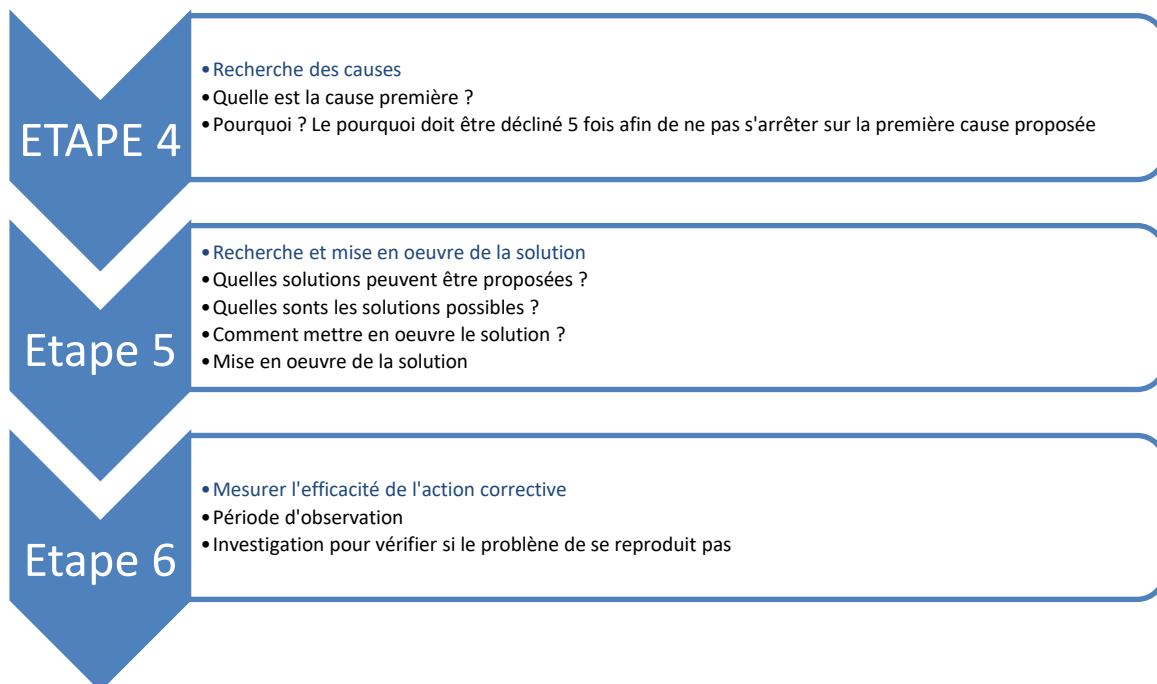 ETAPE 4
•Recherche des causes
•Quelle est la cause première ?
•Pourquoi ? Le pourquoi doit être décliné 5 fois afin de ne pas s'arrêter sur la première cause proposée
Etape 5
•Recherche et mise en oeuvre de la solution
•Quelles solutions peuvent être proposées ?
•Quelles sonts les solutions possibles ?
•Comment mettre en oeuvre le solution ?
•Mise en oeuvre de la solution
Etape 6
•Mesurer l'efficacité de l'action corrective
•Période d'observation
•Investigation pour vérifier si le problène de se reproduit pas